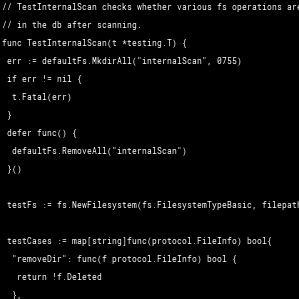 // TestInternalScan checks whether various fs operations are
// in the db after scanning.
func TestInternalScan(t *testing.T) {
err := defaultFs.MkdirAll("internalScan", 0755)
if err != nil {
t.Fatal(err)
}
defer func() {
defaultFs.RemoveAll("internalScan")
}()
testFs := fs.NewFilesystem(fs.FilesystemTypeBasic, filepath
testCases := map[string]func(protocol.FileInfo) bool{
"removeDir": func(f protocol.FileInfo) bool {
return !f.Deleted
},